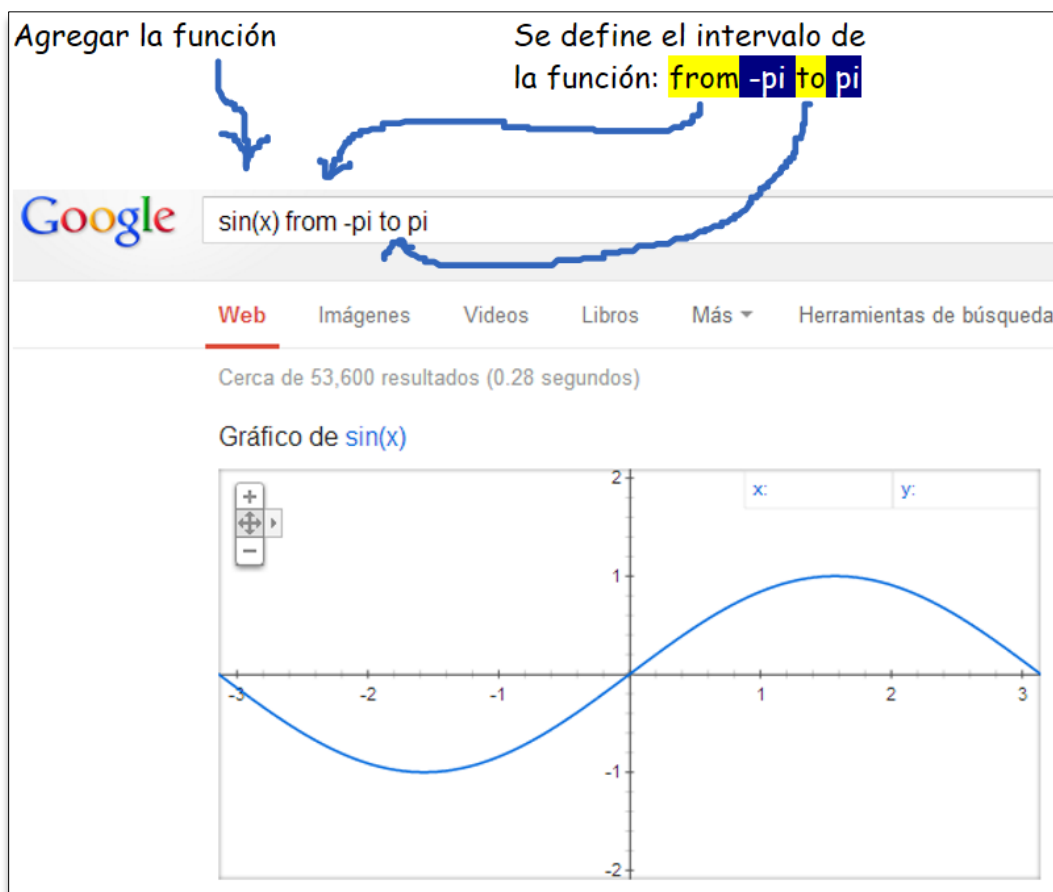 Agregar la función
Se define el intervalo de
la función: from -pi to pi
Google
sin(x) from -pi to pi
Web Imágenes Videos Libros Más Herramientas de búsqueda
Cerca de 53,600 resultados (0.28 segundos)
Gráfico de sin(x)
x: y:
2
1
-3 -2 -1 1 2 3
-1
-2